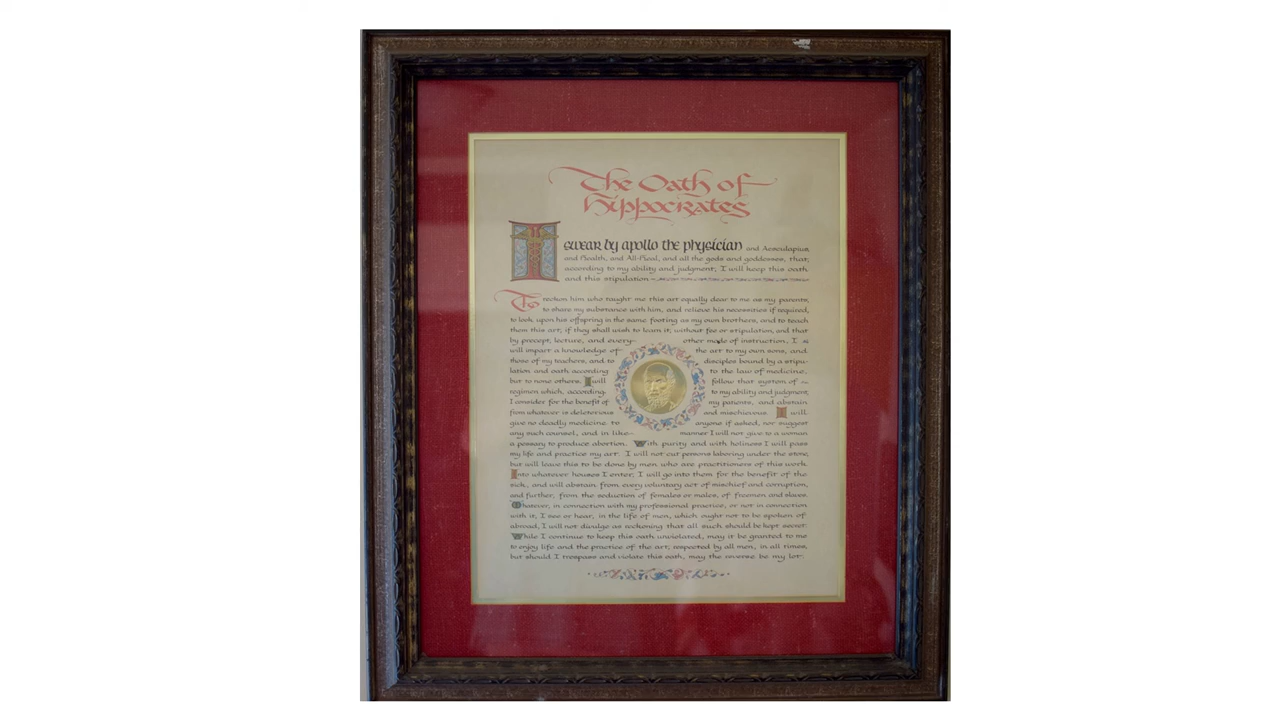 The Oath of
Hippocrates
I swear by apollo the physician and Aesculapius,
and Health, and All-Heal, and all the gods and goddesses, that,
according to my ability and judgment, I will keep this oath
and this stipulation
To reckon him who taught me this art equally dear to me as my parents,
to share my substance with him, and relieve his necessities if required,
to look upon his offspring in the same footing as my own brothers, and to teach
them this art, if they shall wish to learn it, without fee or stipulation, and that
by precept, lecture, and every other mode of instruction, I
will impart a knowledge of the art to my own sons, and
those of my teachers, and to disciples bound by a stipu-
lation and oath according to the law of medicine,
but to none others. I will follow that system of
regimen which, according to my ability and judgment,
I consider for the benefit of my patients, and abstain
from whatever is deleterious and mischievous. I will
give no deadly medicine to anyone if asked, nor suggest
any such counsel, and in like manner I will not give to a woman
a pessary to produce abortion. With purity and with holiness I will pass
my life and practice my art. I will not cut persons laboring under the stone,
but will leave this to be done by men who are practitioners of this work.
Into whatever houses I enter, I will go into them for the benefit of the
sick, and will abstain from every voluntary act of mischief and corruption,
and further, from the seduction of females or males, of freemen and slaves.
Whatever, in connection with my professional practice, or not in connection
with it, I see or hear, in the life of men, which ought not to be spoken of
abroad, I will not divulge as reckoning that all such should be kept secret.
While I continue to keep this oath unviolated, may it be granted to me
to enjoy life and the practice of the art, respected by all men, in all times,
but should I trespass and violate this oath, may the reverse be my lot.